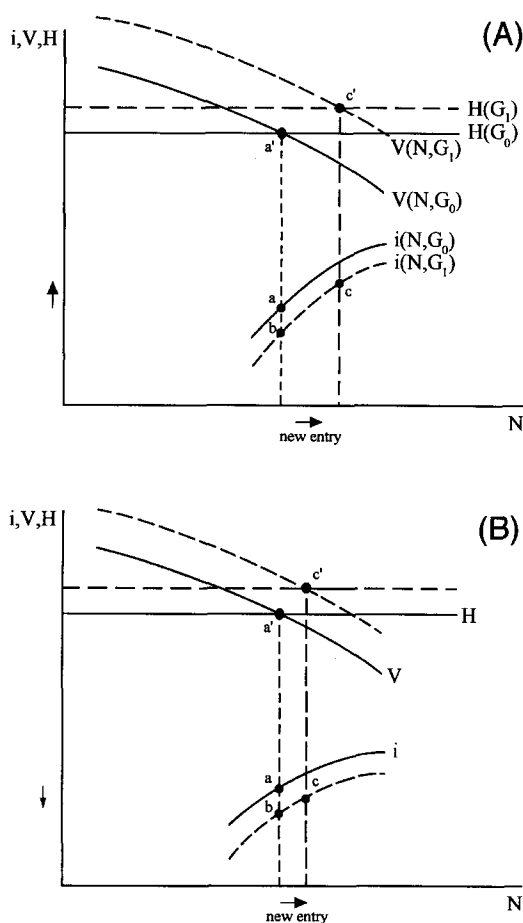 i,V,H
(A)
c'
H(G₁)
H(G₀)
a'
V(N,G₁)
V(N,G₀)
i(N,G₀)
i(N,G₁)
a
c
b
N
new entry
i,V,H
(B)
c'
H
a'
V
i
a
c
b
N
new entry